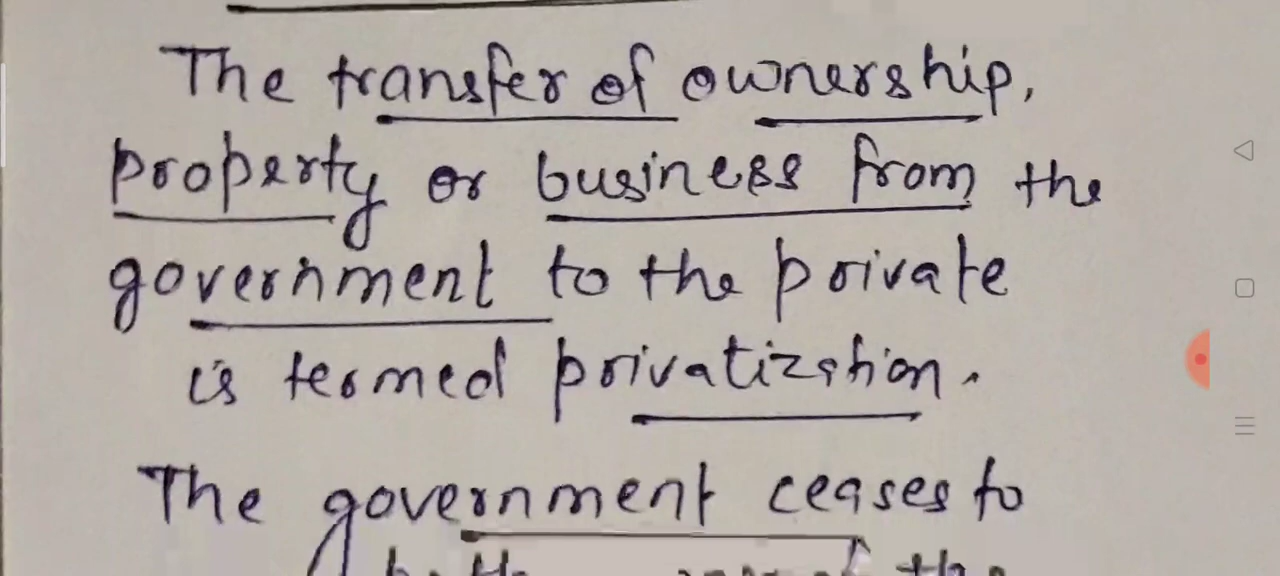 The transfer of ownership,
property or business from the
government to the private
is termed privatization.
The government ceases to